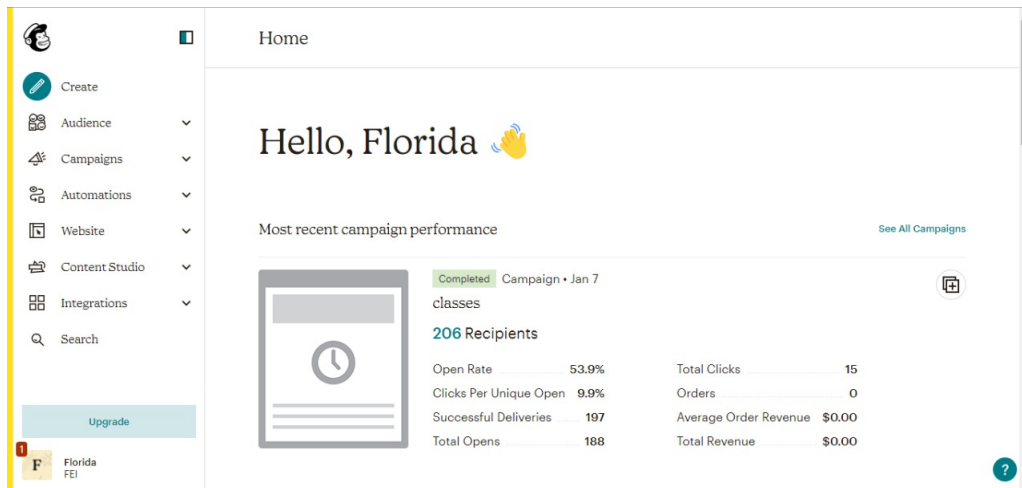 Home
Create
Audience
Campaigns
Automations
Website
Content Studio
Integrations
Search
Upgrade
1
F
Florida
FEI
Hello, Florida
Most recent campaign performance
See All Campaigns
Completed Campaign • Jan 7
classes
206 Recipients
Open Rate 53.9% Total Clicks 15
Clicks Per Unique Open 9.9% Orders 0
Successful Deliveries 197 Average Order Revenue $0.00
Total Opens 188 Total Revenue $0.00
?